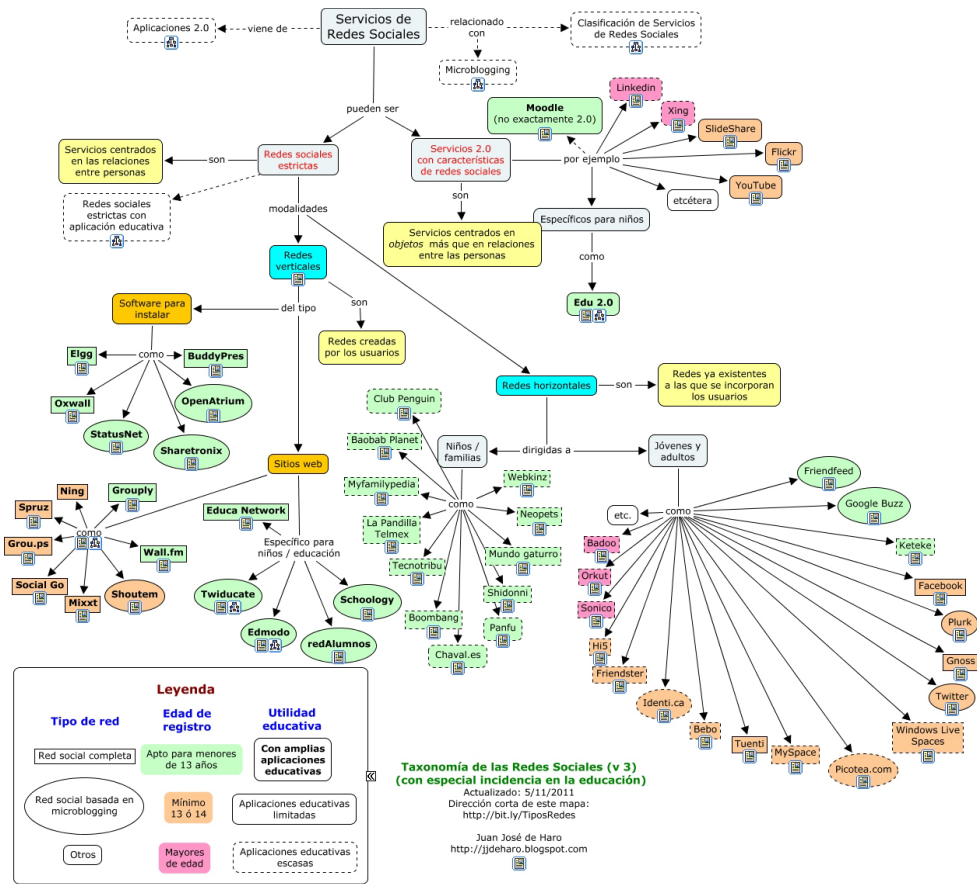 Servicios de
Redes Sociales
Aplicaciones 2.0
viene de
relacionado
con
Clasificación de Servicios
de Redes Sociales
Microblogging
pueden ser
Moodle
(no exactamente 2.0)
Linkedin
Xing
SlideShare
Flickr
YouTube
etcétera
por ejemplo
Servicios centrados
en las relaciones
entre personas
son
Redes sociales
estrictas
Servicios 2.0
con características
de redes sociales
Redes sociales
estrictas con
aplicación educativa
modalidades
son
Servicios centrados en
objetos más que en relaciones
entre las personas
Específicos para niños
como
Edu 2.0
Redes
verticales
son
Redes creadas
por los usuarios
del tipo
Software para
instalar
como
Elgg
BuddyPres
Oxwall
OpenAtrium
StatusNet
Sharetronix
Sitios web
como
Ning
Grouply
Spruz
Grou.ps
Wall.fm
Social Go
Mixxt
Shoutem
Educa Network
Específico para
niños / educación
Twiducate
Schoology
Edmodo
redAlumnos
Redes horizontales
son
Redes ya existentes
a las que se incorporan
los usuarios
dirigidas a
Niños /
familias
Jóvenes y
adultos
como
Club Penguin
Baobab Planet
Myfamilypedia
La Pandilla
Telmex
Tecnotribu
Boombang
Chaval.es
Panfu
Shidonni
Mundo gaturro
Neopets
Webkinz
como
etc.
Friendfeed
Google Buzz
Keteke
Facebook
Plurk
Gnoss
Twitter
Windows Live
Spaces
Picotea.com
MySpace
Tuenti
Bebo
Identi.ca
Friendster
Hi5
Sonico
Orkut
Badoo
Leyenda
Tipo de red
Edad de
registro
Utilidad
educativa
Red social completa
Apto para menores
de 13 años
Con amplias
aplicaciones
educativas
Red social basada en
microblogging
Mínimo
13 ó 14
Aplicaciones educativas
limitadas
Otros
Mayores
de edad
Aplicaciones educativas
escasas
Taxonomía de las Redes Sociales (v 3)
(con especial incidencia en la educación)
Actualizado: 5/11/2011
Dirección corta de este mapa:
http://bit.ly/TiposRedes
Juan José de Haro
http://jjdeharo.blogspot.com